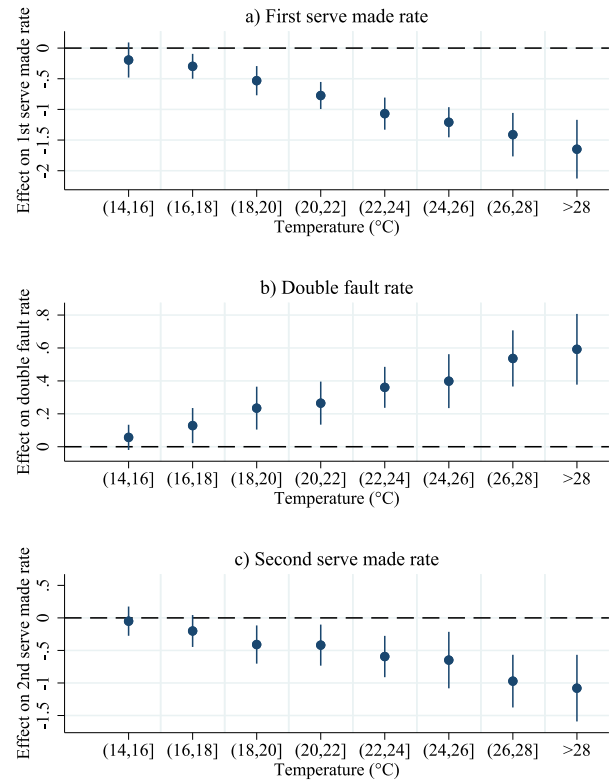 a) First serve made rate
Effect on 1st serve made rate
0
-.5
-1
-1.5
-2
(14,16] (16,18] (18,20] (20,22] (22,24] (24,26] (26,28] >28
Temperature (°C)
b) Double fault rate
Effect on double fault rate
.8
.6
.4
.2
0
(14,16] (16,18] (18,20] (20,22] (22,24] (24,26] (26,28] >28
Temperature (°C)
c) Second serve made rate
Effect on 2nd serve made rate
.5
0
-.5
-1
-1.5
(14,16] (16,18] (18,20] (20,22] (22,24] (24,26] (26,28] >28
Temperature (°C)